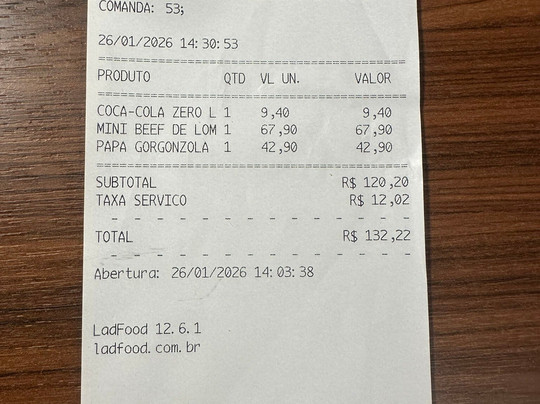 COMANDA: 53;
26/01/2026 14:30:53
PRODUTO QTD VL UN. VALOR
COCA-COLA ZERO L 1 9,40 9,40
MINI BEEF DE LOM 1 67,90 67,90
PAPA GORGONZOLA 1 42,90 42,90
SUBTOTAL R$ 120,20
TAXA SERVICO R$ 12,02
TOTAL R$ 132,22
Abertura: 26/01/2026 14:03:38
LadFood 12.6.1
ladfood.com.br